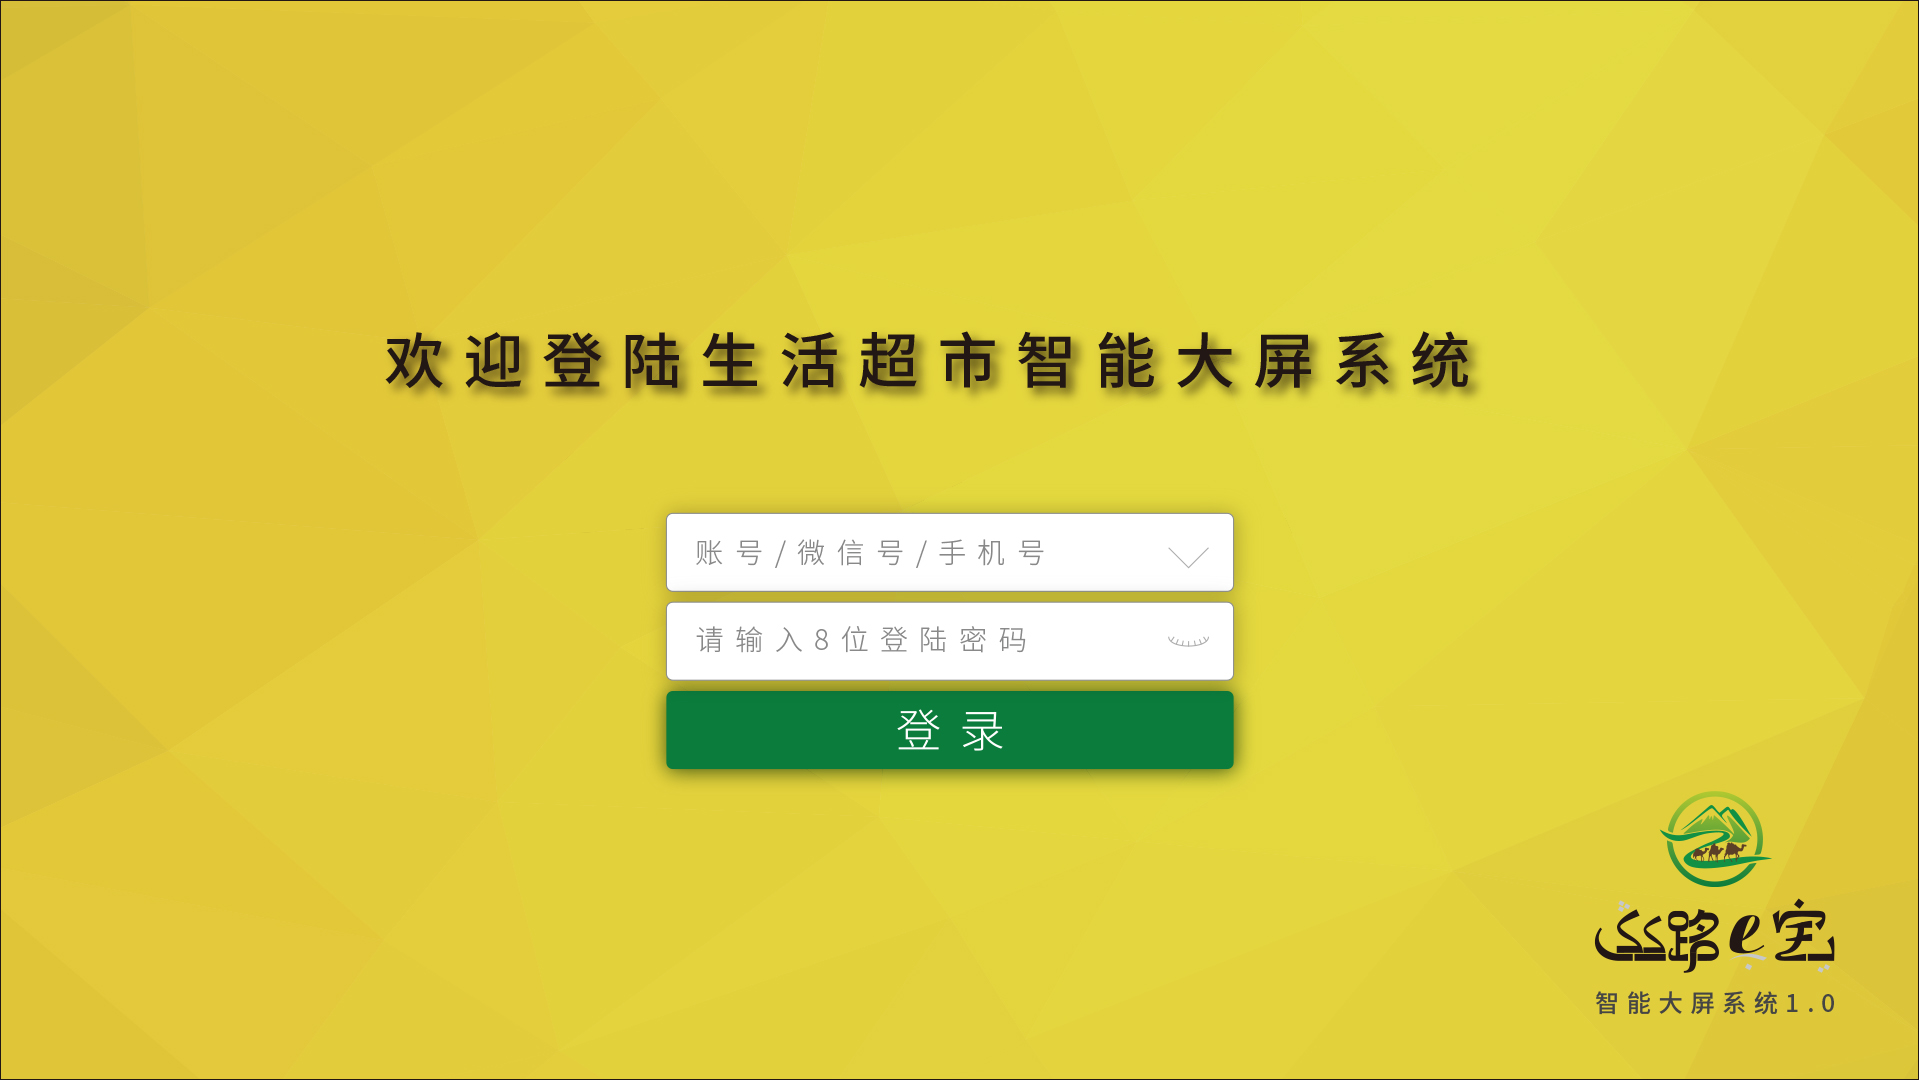 欢迎登陆生活超市智能大屏系统
账号/微信号/手机号
请输入8位登陆密码
登录
丝路e宝
智能大屏系统1.0